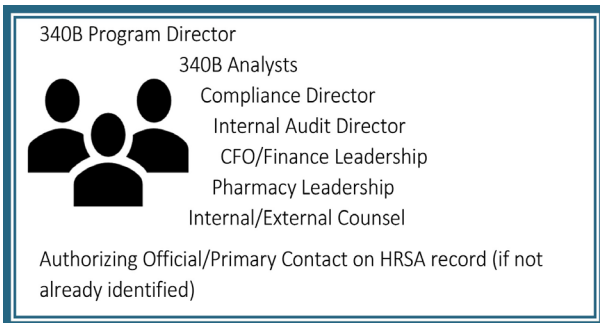 340B Program Director
340B Analysts
Compliance Director
Internal Audit Director
CFO/Finance Leadership
Pharmacy Leadership
Internal/External Counsel
Authorizing Official/Primary Contact on HRSA record (if not
already identified)